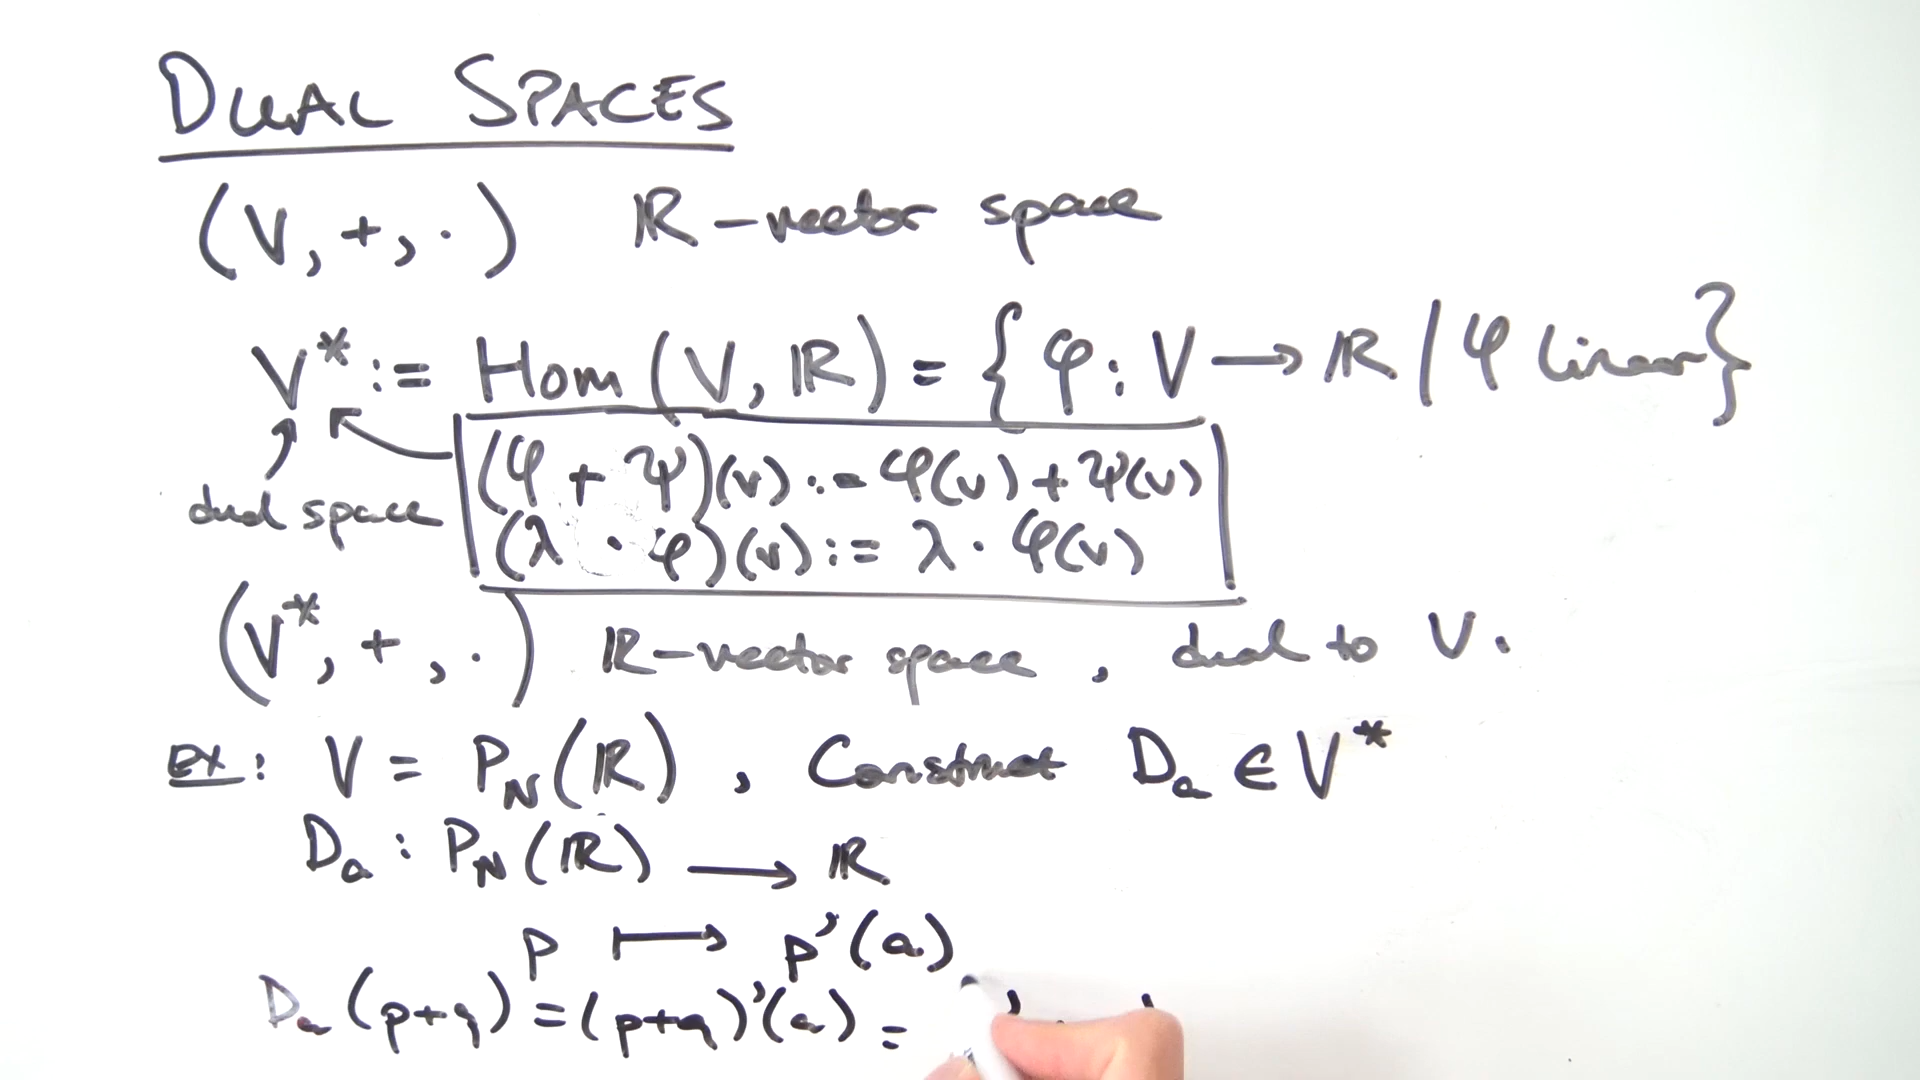 DUAL SPACES
(V, +, ·) ℝ-vector space
V* := Hom(V, ℝ) = {φ : V → ℝ | φ linear}
(φ + ψ)(v) := φ(v) + ψ(v)
dual space
(λ · φ)(v) := λ · φ(v)
(V*, +, ·) ℝ-vector space, dual to V.
Ex: V = P_N(ℝ), Construct D_a ∈ V*
D_a : P_N(ℝ) → ℝ
p ↦ p'(a)
D_a(p+q) = (p+q)'(a) =